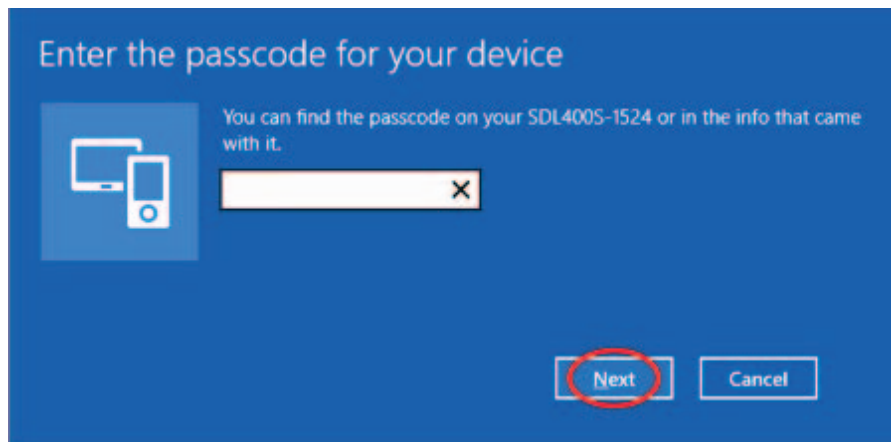 Enter the passcode for your device
You can find the passcode on your SDL400S-1524 or in the info that came
with it.
Next
Cancel